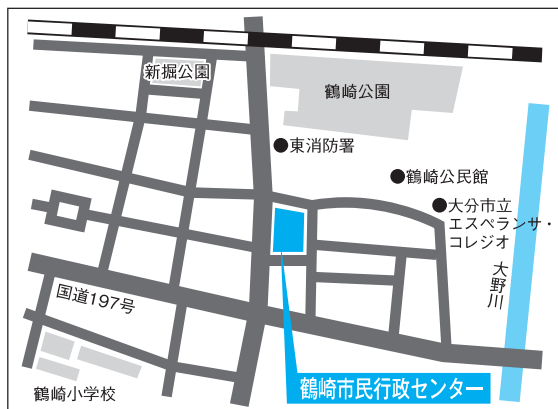 新堀公園
鶴崎公園
東消防署
鶴崎公民館
大分市立
エスペランサ・
コレジオ
大野川
国道197号
鶴崎市民行政センター
鶴崎小学校